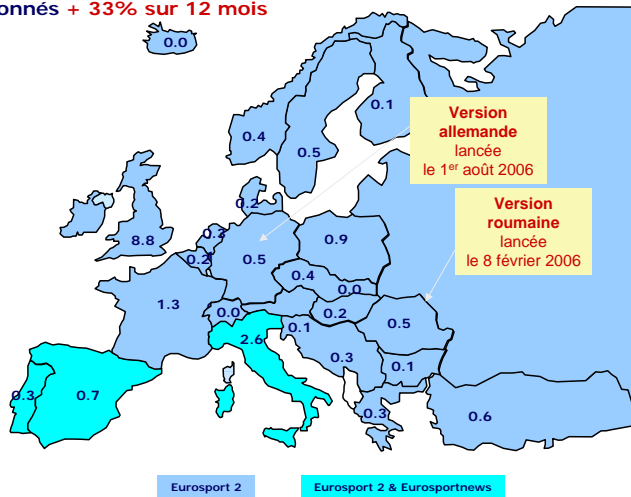 onnés + 33% sur 12 mois
0.0
0.1
Version
allemande
lancée
le 1er août 2006
0.4
0.5
Version
roumaine
lancée
le 8 février 2006
0.2
8.8
0.2
0.9
0.2
0.5
0.4
0.0
1.3
0.0
0.2
0.5
0.1
2.6
0.3
0.1
0.3
0.7
0.3
0.6
Eurosport 2
Eurosport 2 & Eurosportnews